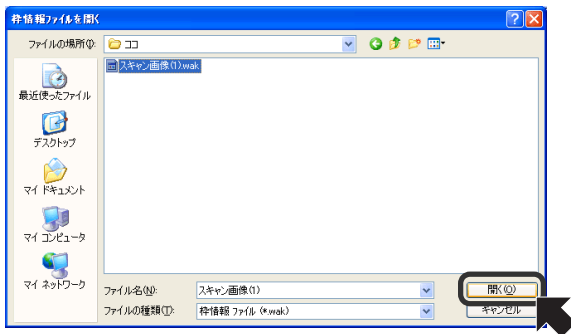 枠情報ファイルを開く
ファイルの場所(I):
ココ
スキャン画像(1).wak
最近使ったファイル
デスクトップ
マイ ドキュメント
マイ コンピュータ
マイ ネットワーク
ファイル名(N):
スキャン画像(1)
開く(O)
ファイルの種類(T):
枠情報 ファイル (*.wak)
キャンセル